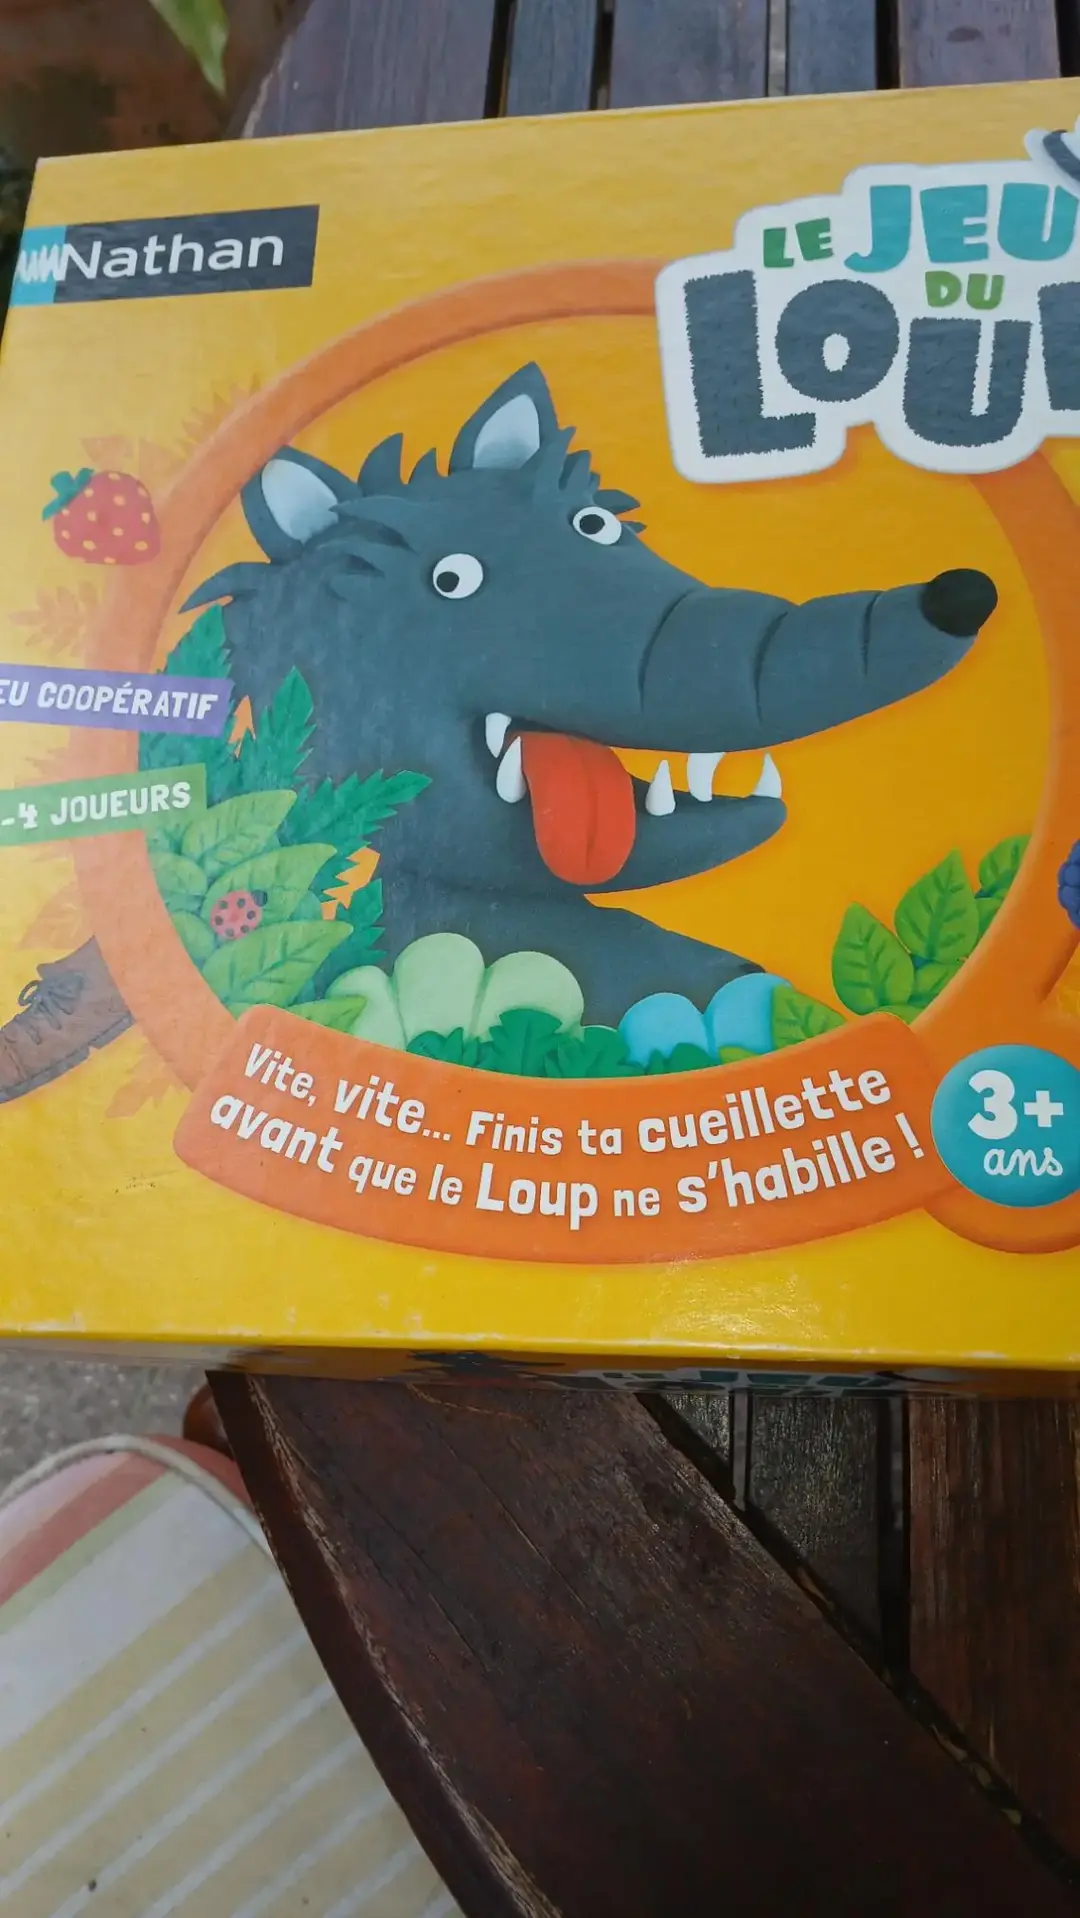 Nathan
LE JEU
DU
LOUP
EU COOPÉRATIF
-4 JOUEURS
Vite, vite... Finis ta cueillette
avant que le Loup ne s'habille !
3+
ans